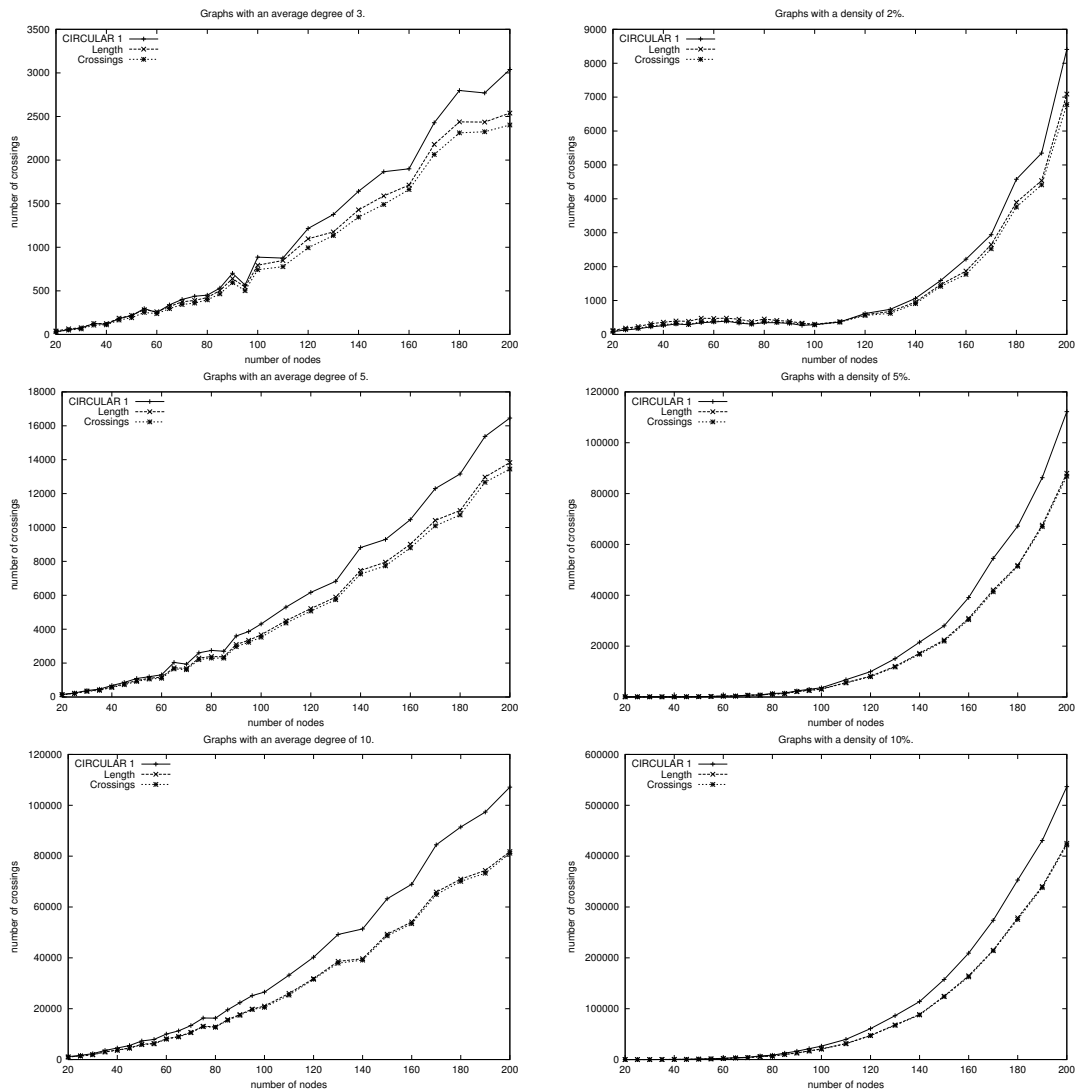 Graphs with an average degree of 3.
3500
3000
2500
2000
1500
1000
500
0
number of crossings
CIRCULAR 1
Length
Crossings
20 40 60 80 100 120 140 160 180 200
number of nodes
Graphs with a density of 2%.
9000
8000
7000
6000
5000
4000
3000
2000
1000
0
number of crossings
CIRCULAR 1
Length
Crossings
20 40 60 80 100 120 140 160 180 200
number of nodes
Graphs with an average degree of 5.
18000
16000
14000
12000
10000
8000
6000
4000
2000
0
number of crossings
CIRCULAR 1
Length
Crossings
20 40 60 80 100 120 140 160 180 200
number of nodes
Graphs with a density of 5%.
120000
100000
80000
60000
40000
20000
0
number of crossings
CIRCULAR 1
Length
Crossings
20 40 60 80 100 120 140 160 180 200
number of nodes
Graphs with an average degree of 10.
120000
100000
80000
60000
40000
20000
0
number of crossings
CIRCULAR 1
Length
Crossings
20 40 60 80 100 120 140 160 180 200
number of nodes
Graphs with a density of 10%.
600000
500000
400000
300000
200000
100000
0
number of crossings
CIRCULAR 1
Length
Crossings
20 40 60 80 100 120 140 160 180 200
number of nodes